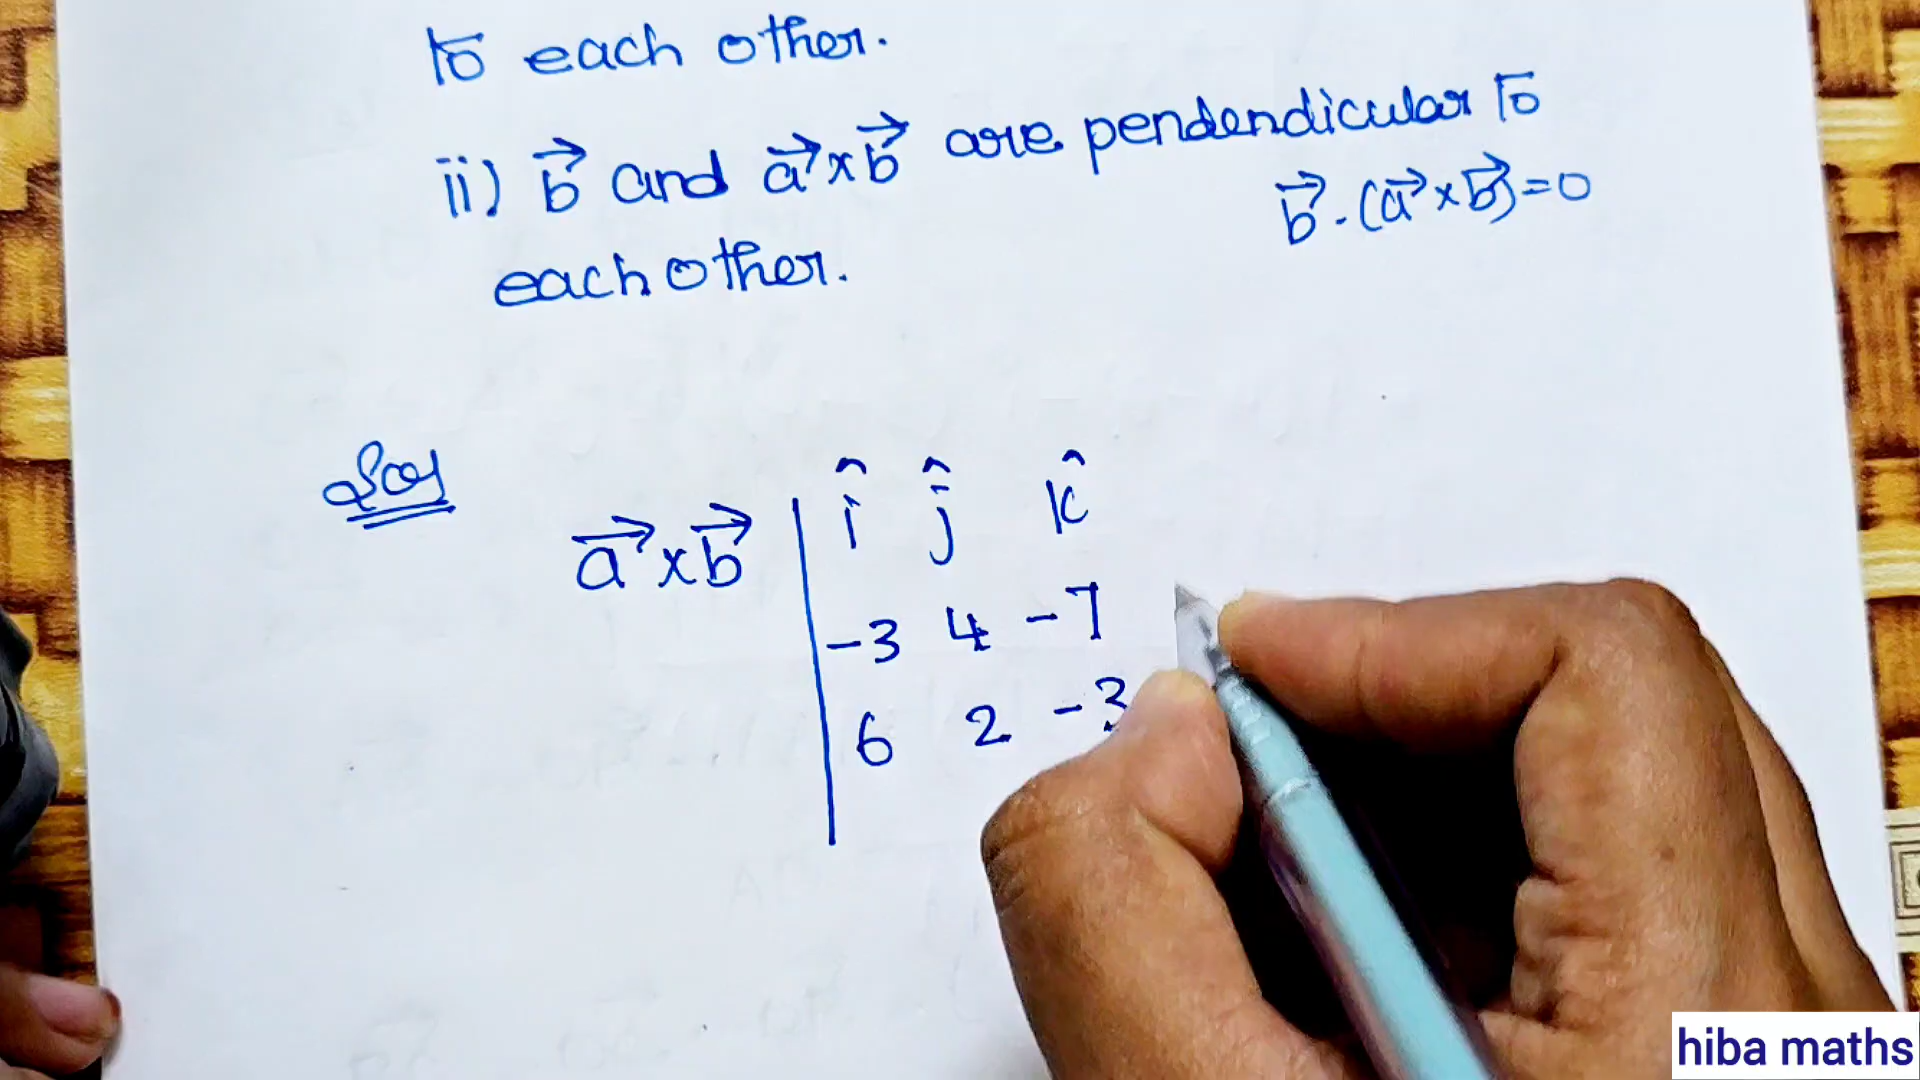 to each other.
ii) b⃗ and a⃗×b⃗ are pendendicular to
b⃗.(a⃗×b⃗)=0
each other.
Sol
a⃗×b⃗ | î ĵ k̂
-3 4 -7
6 2 -3
hiba maths